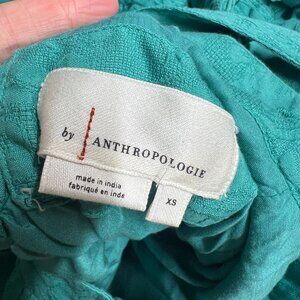 by ANTHROPOLOGIE
made in india
fabriqué en inde
XS